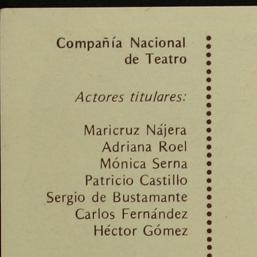 Compañía Nacional
de Teatro
Actores titulares:
Maricruz Nájera
Adriana Roel
Mónica Serna
Patricio Castillo
Sergio de Bustamante
Carlos Fernández
Héctor Gómez